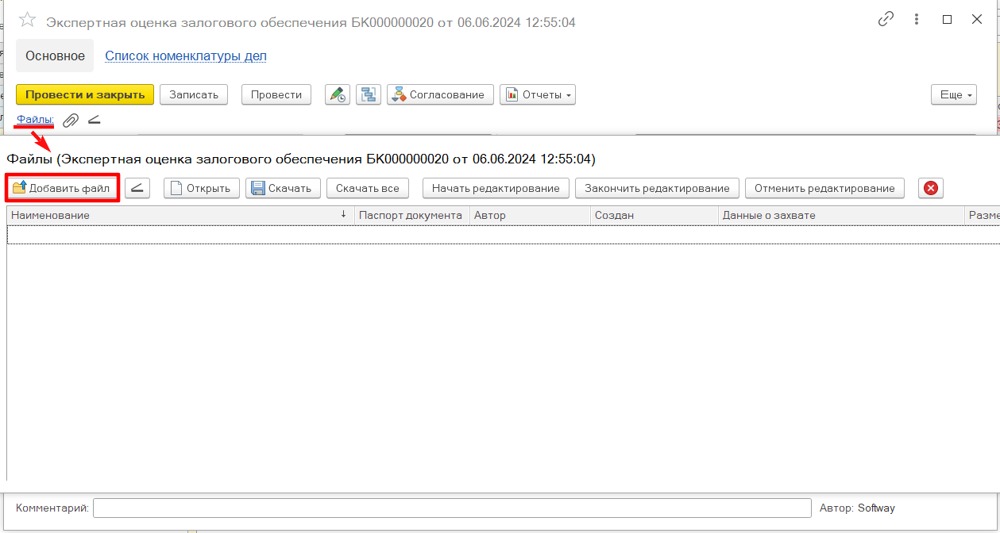 Экспертная оценка залогового обеспечения БК000000020 от 06.06.2024 12:55:04
Основное Список номенклатуры дел
Провести и закрыть Записать Провести Согласование Отчеты Еще
Файлы:
Файлы (Экспертная оценка залогового обеспечения БК000000020 от 06.06.2024 12:55:04)
Добавить файл Открыть Скачать Скачать все Начать редактирование Закончить редактирование Отменить редактирование
Наименование ↓ Паспорт документа Автор Создан Данные о захвате Разме
Комментарий: Автор: Softway